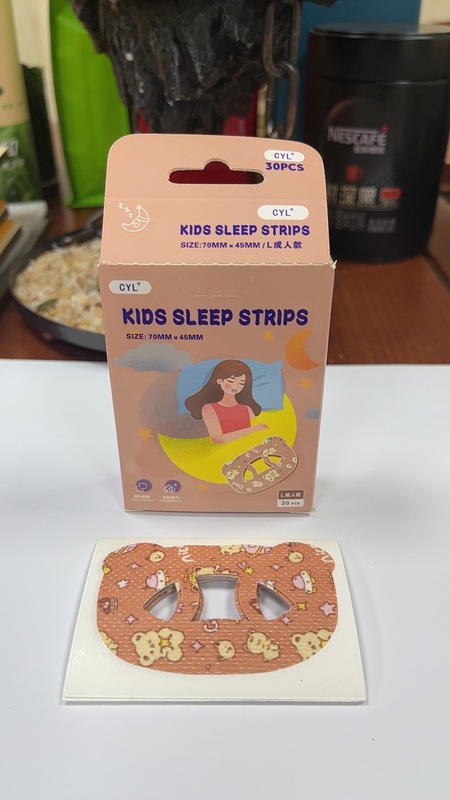 NESCAFÉ
CYL
30PCS
CYL
KIDS SLEEP STRIPS
SIZE:70MM × 45MM / L成人款
CYL
KIDS SLEEP STRIPS
SIZE: 70MM × 45MM
L成人款
30 PCS